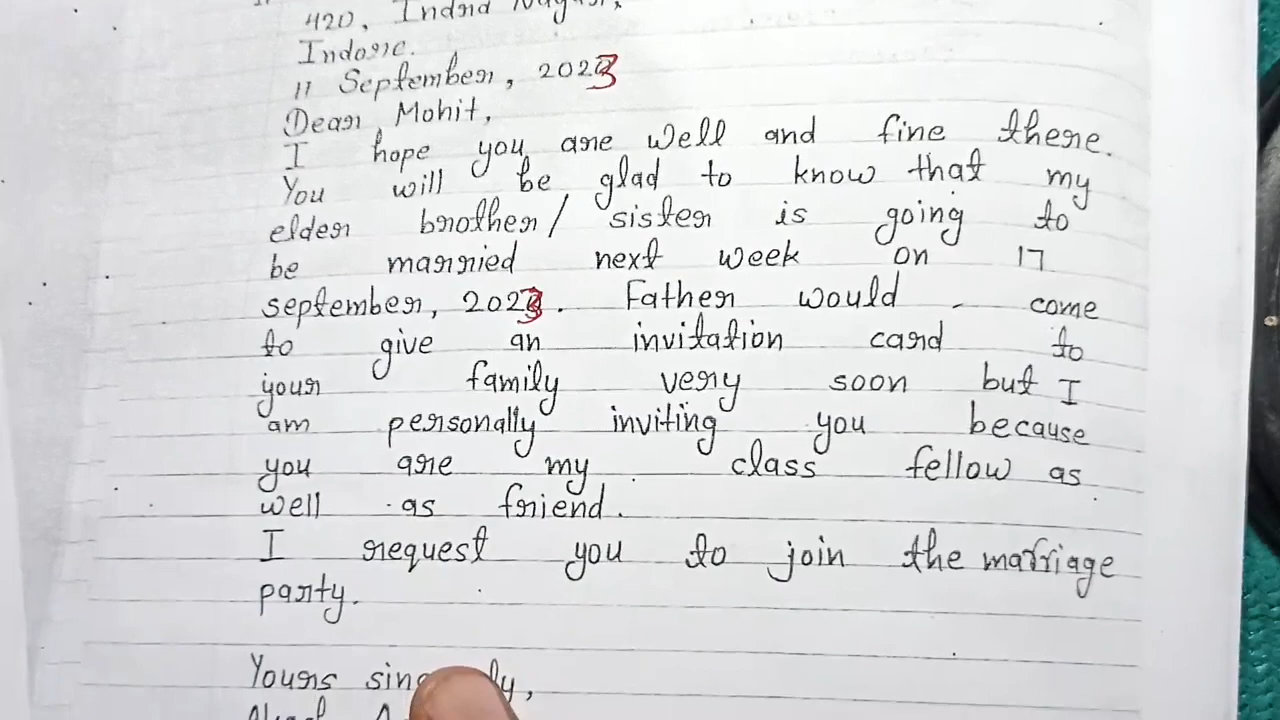 420, Indra Nagar,
Indore.
11 September, 2023
Dear Mohit,
I hope you are well and fine there.
You will be glad to know that my
elder brother/ sister is going to
be married next week on 17
september, 2023. Father would come
to give an invitation card to
your family very soon but I
am personally inviting you because
you are my class fellow as
well as friend.
I request you to join the marriage
party.
Yours